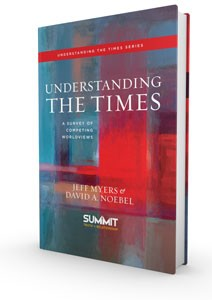 UNDERSTANDING THE TIMES SERIES
UNDERSTANDING
THE TIMES
A SURVEY OF
COMPETING
WORLDVIEWS
JEFF MYERS &
DAVID A. NOEBEL
SUMMIT